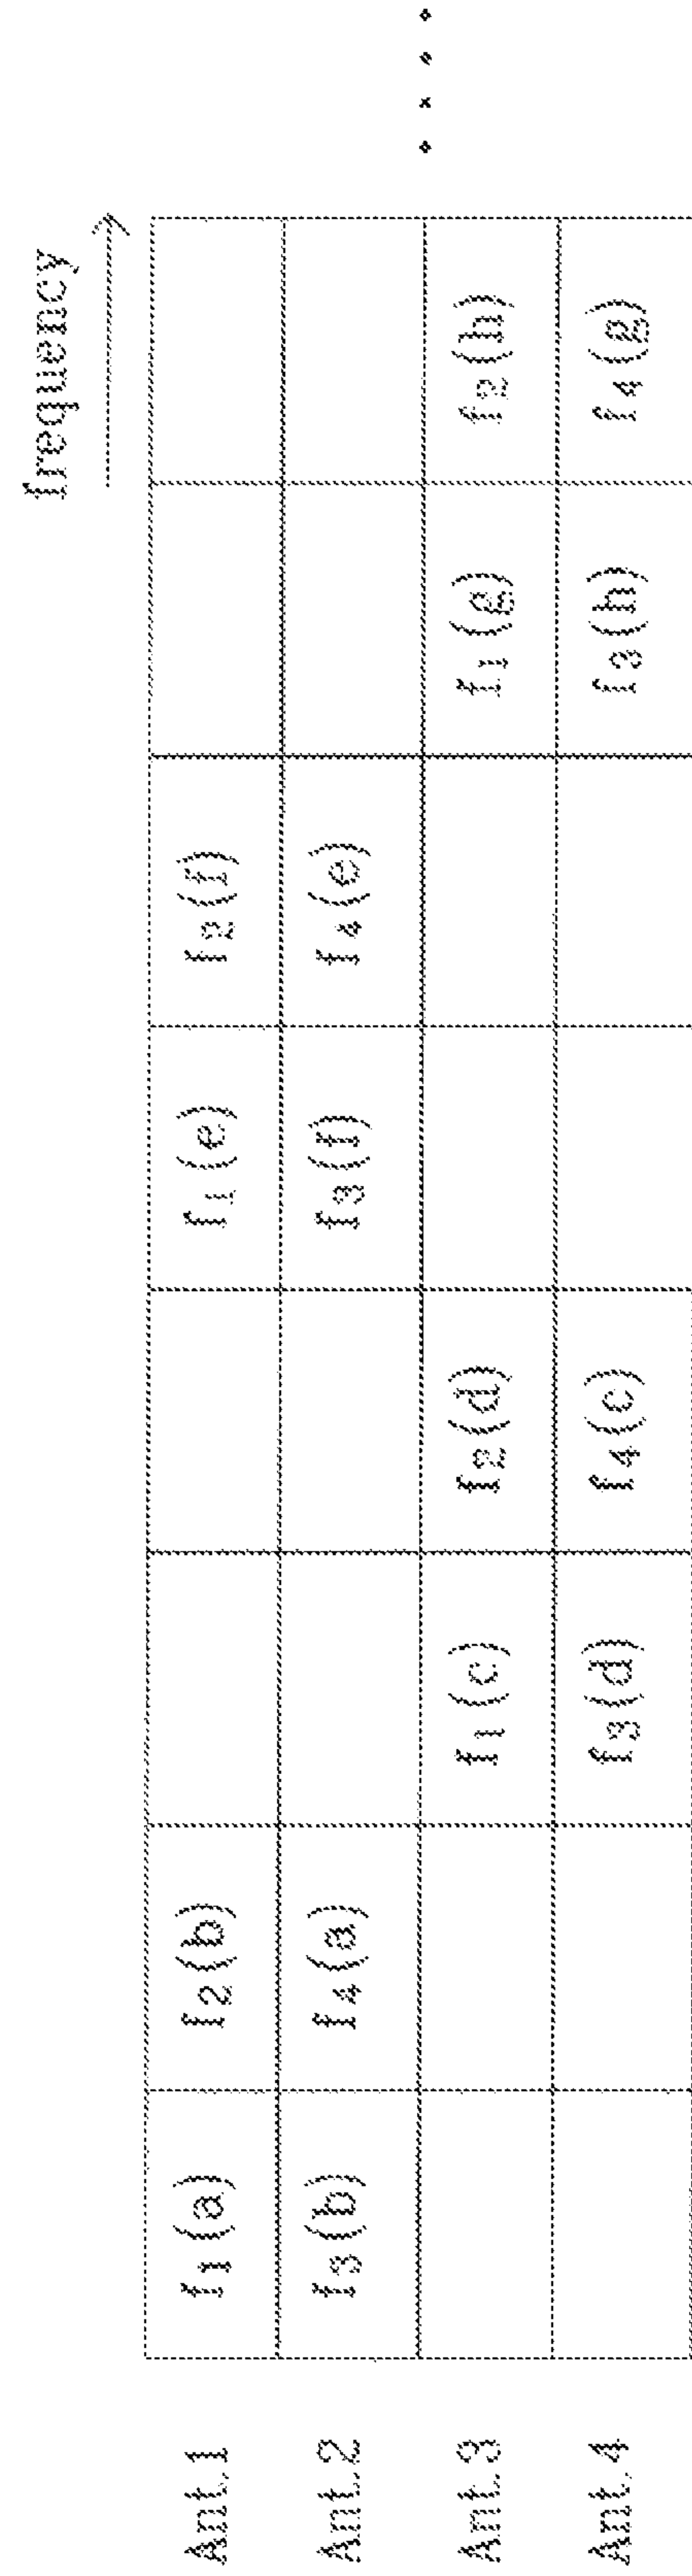 frequency
Ant.1 f1(a) f2(b) f1(e) f2(f)
Ant.2 f3(b) f4(a) f3(f) f4(e)
Ant.3 f1(c) f2(d) f1(g) f2(h)
Ant.4 f3(d) f4(c) f3(h) f4(g)